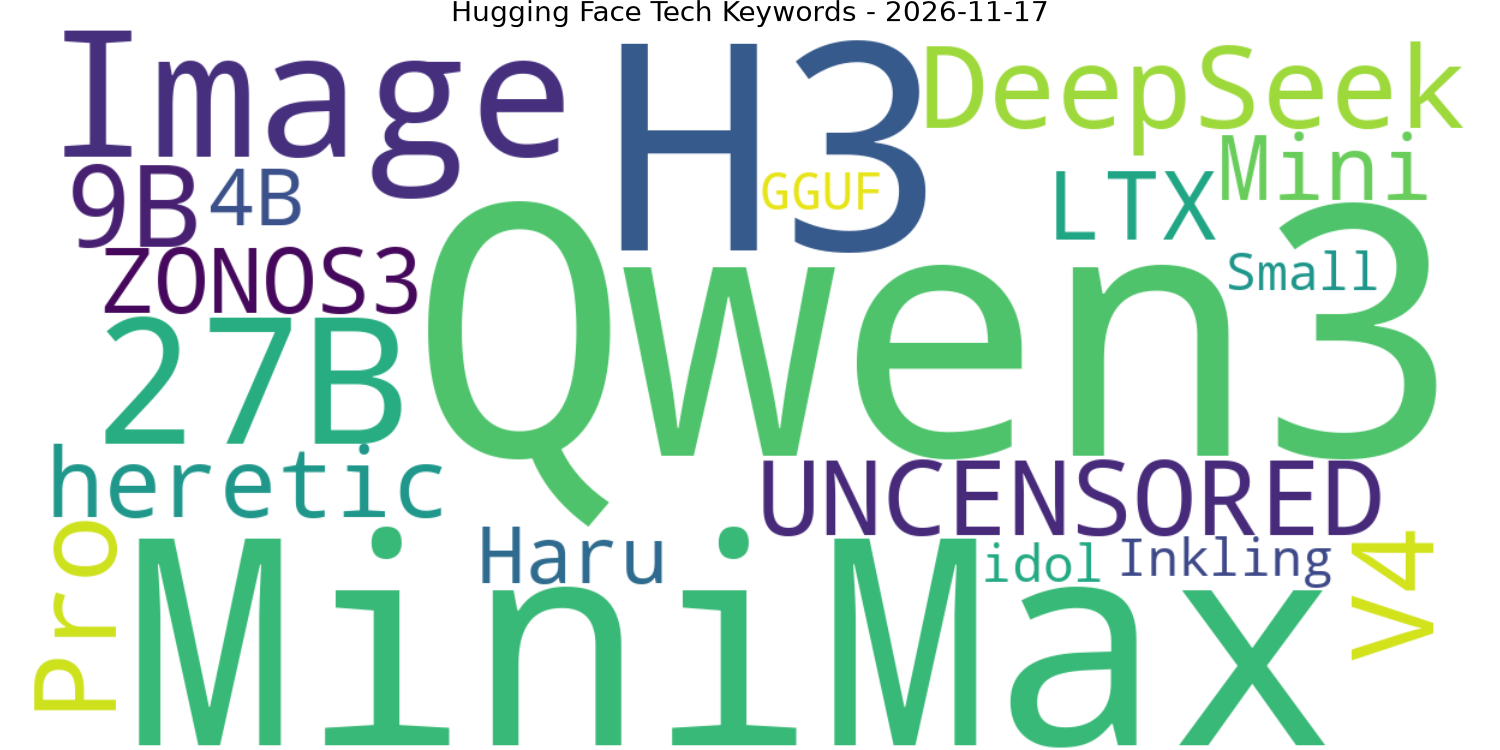 Hugging Face Tech Keywords - 2026-11-17
Image
H3
DeepSeek
Mini
9B
4B
GGUF
LTX
ZONOS3
Qwen3
Small
27B
heretic
UNCENSORED
Pro
MiniMax
Haru
idol
Inkling
V4